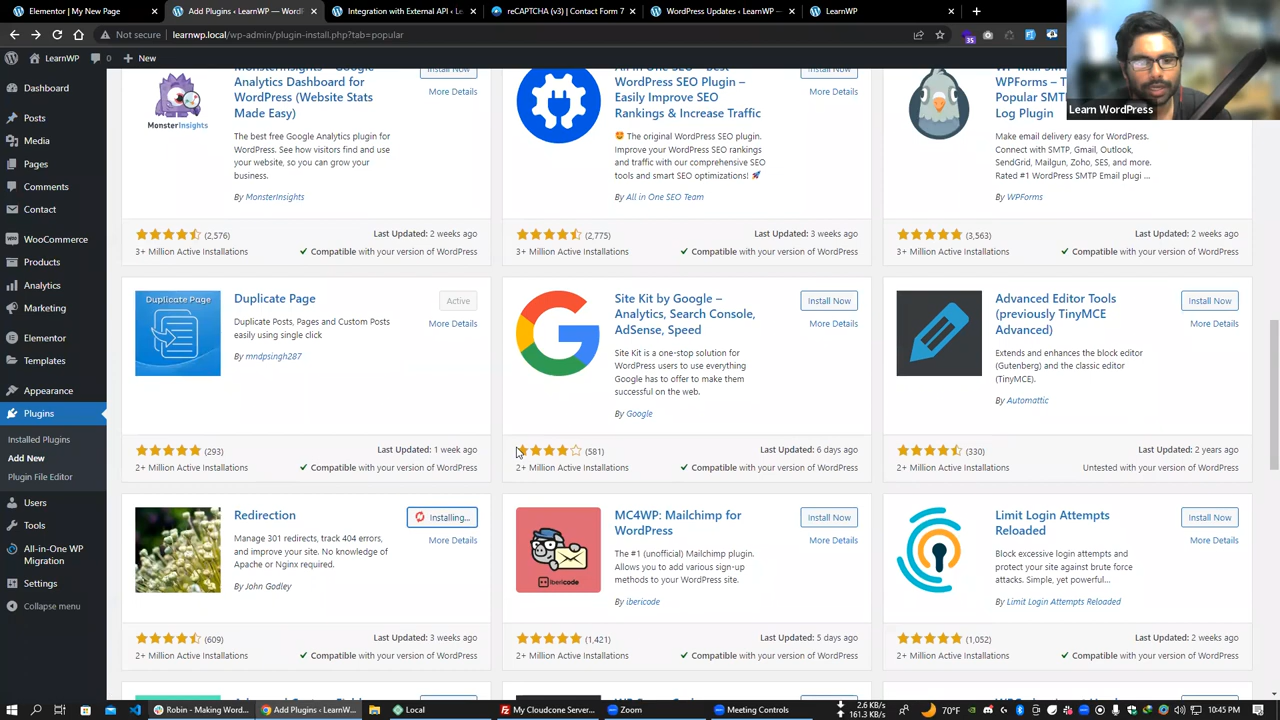 Elementor ‹ My New Page
Add Plugins ‹ LearnWP — WordP
Integration with External API ‹ Le
reCAPTCHA (v3) | Contact Form 7
WordPress Updates ‹ LearnWP —
LearnWP
Not secure
learnwp.local/wp-admin/plugin-install.php?tab=popular
35
LearnWP
0
New
Learn WordPress
Dashboard
Posts
Media
Pages
Comments
Contact
WooCommerce
Products
Analytics
Marketing
Elementor
Templates
Appearance
Plugins
Installed Plugins
Add New
Plugin File Editor
Users
Tools
All-in-One WP
Migration
Settings
Collapse menu
MonsterInsights – Google
Analytics Dashboard for
WordPress (Website Stats
Made Easy)
Install Now
More Details
MonsterInsights
The best free Google Analytics plugin for
WordPress. See how visitors find and use
your website, so you can grow your
business.
By MonsterInsights
(2,576)
Last Updated: 2 weeks ago
3+ Million Active Installations
Compatible with your version of WordPress
All in One SEO – Best
WordPress SEO Plugin –
Easily Improve SEO
Rankings & Increase Traffic
Install Now
More Details
The original WordPress SEO plugin.
Improve your WordPress SEO rankings
and traffic with our comprehensive SEO
tools and smart SEO optimizations!
By All in One SEO Team
(2,775)
Last Updated: 3 weeks ago
3+ Million Active Installations
Compatible with your version of WordPress
WPForms – T
Popular SMT
Log Plugin
Make email delivery easy for WordPress.
Connect with SMTP, Gmail, Outlook,
SendGrid, Mailgun, Zoho, SES, and more.
Rated #1 WordPress SMTP Email plugi ...
By WPForms
(3,563)
Last Updated: 2 weeks ago
3+ Million Active Installations
Compatible with your version of WordPress
Duplicate Page
Duplicate Page
Active
More Details
Duplicate Posts, Pages and Custom Posts
easily using single click
By mndpsingh287
(293)
Last Updated: 1 week ago
2+ Million Active Installations
Compatible with your version of WordPress
Site Kit by Google –
Analytics, Search Console,
AdSense, Speed
Install Now
More Details
Site Kit is a one-stop solution for
WordPress users to use everything
Google has to offer to make them
successful on the web.
By Google
(581)
Last Updated: 6 days ago
2+ Million Active Installations
Compatible with your version of WordPress
Advanced Editor Tools
(previously TinyMCE
Advanced)
Install Now
More Details
Extends and enhances the block editor
(Gutenberg) and the classic editor
(TinyMCE).
By Automattic
(330)
Last Updated: 2 years ago
2+ Million Active Installations
Untested with your version of WordPress
Redirection
Installing...
More Details
Manage 301 redirects, track 404 errors,
and improve your site. No knowledge of
Apache or Nginx required.
By John Godley
(609)
Last Updated: 3 weeks ago
2+ Million Active Installations
Compatible with your version of WordPress
MC4WP: Mailchimp for
WordPress
Install Now
More Details
ibericode
The #1 (unofficial) Mailchimp plugin.
Allows you to add various sign-up
methods to your WordPress site.
By ibericode
(1,421)
Last Updated: 5 days ago
2+ Million Active Installations
Compatible with your version of WordPress
Limit Login Attempts
Reloaded
Install Now
More Details
Block excessive login attempts and
protect your site against brute force
attacks. Simple, yet powerful...
By Limit Login Attempts Reloaded
(1,052)
Last Updated: 2 weeks ago
2+ Million Active Installations
Compatible with your version of WordPress
Robin - Making Word...
Add Plugins ‹ LearnW...
Local
My Cloudcone Server...
Zoom
Meeting Controls
2.6 KB/s
161.3 KB/s
70°F
10:45 PM